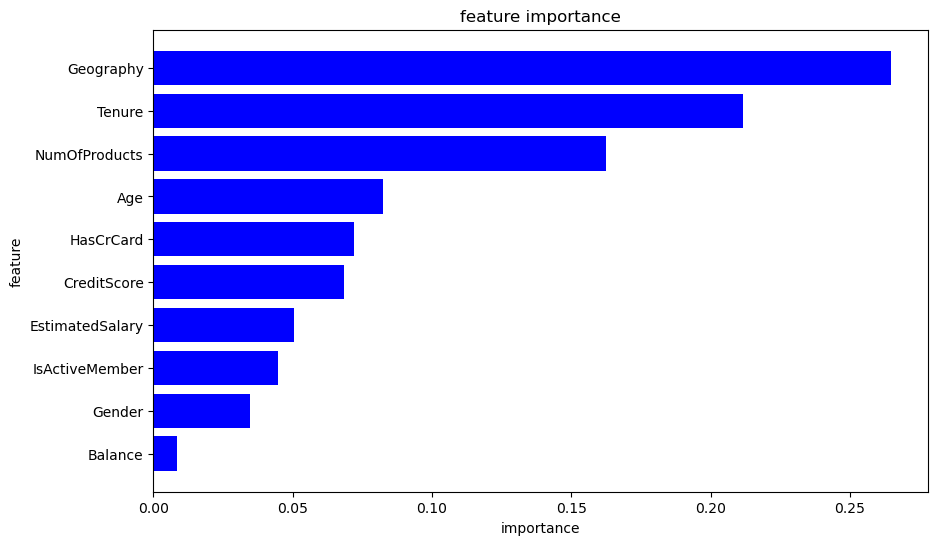 feature importance
Geography
Tenure
NumOfProducts
Age
HasCrCard
CreditScore
EstimatedSalary
IsActiveMember
Gender
Balance
feature
0.00 0.05 0.10 0.15 0.20 0.25
importance